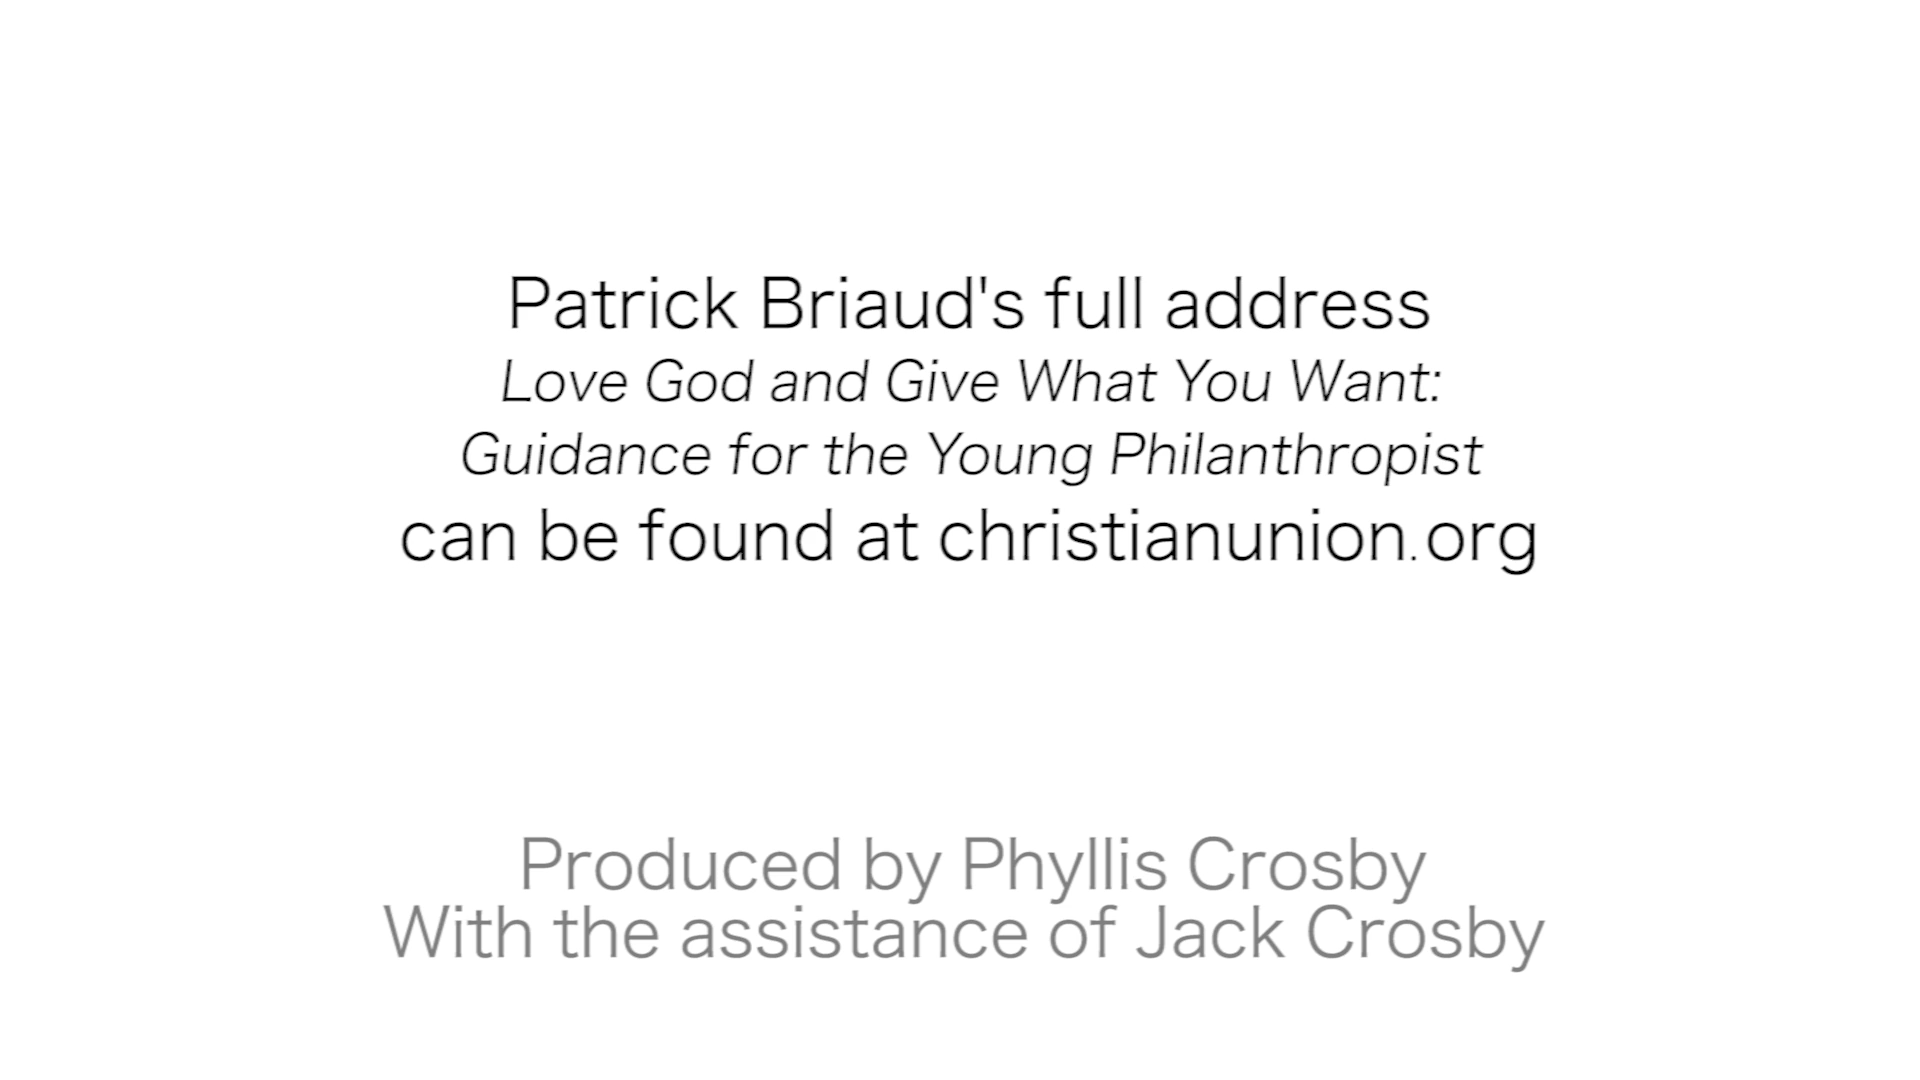 Patrick Briaud's full address
Love God and Give What You Want:
Guidance for the Young Philanthropist
can be found at christianunion.org
Produced by Phyllis Crosby
With the assistance of Jack Crosby